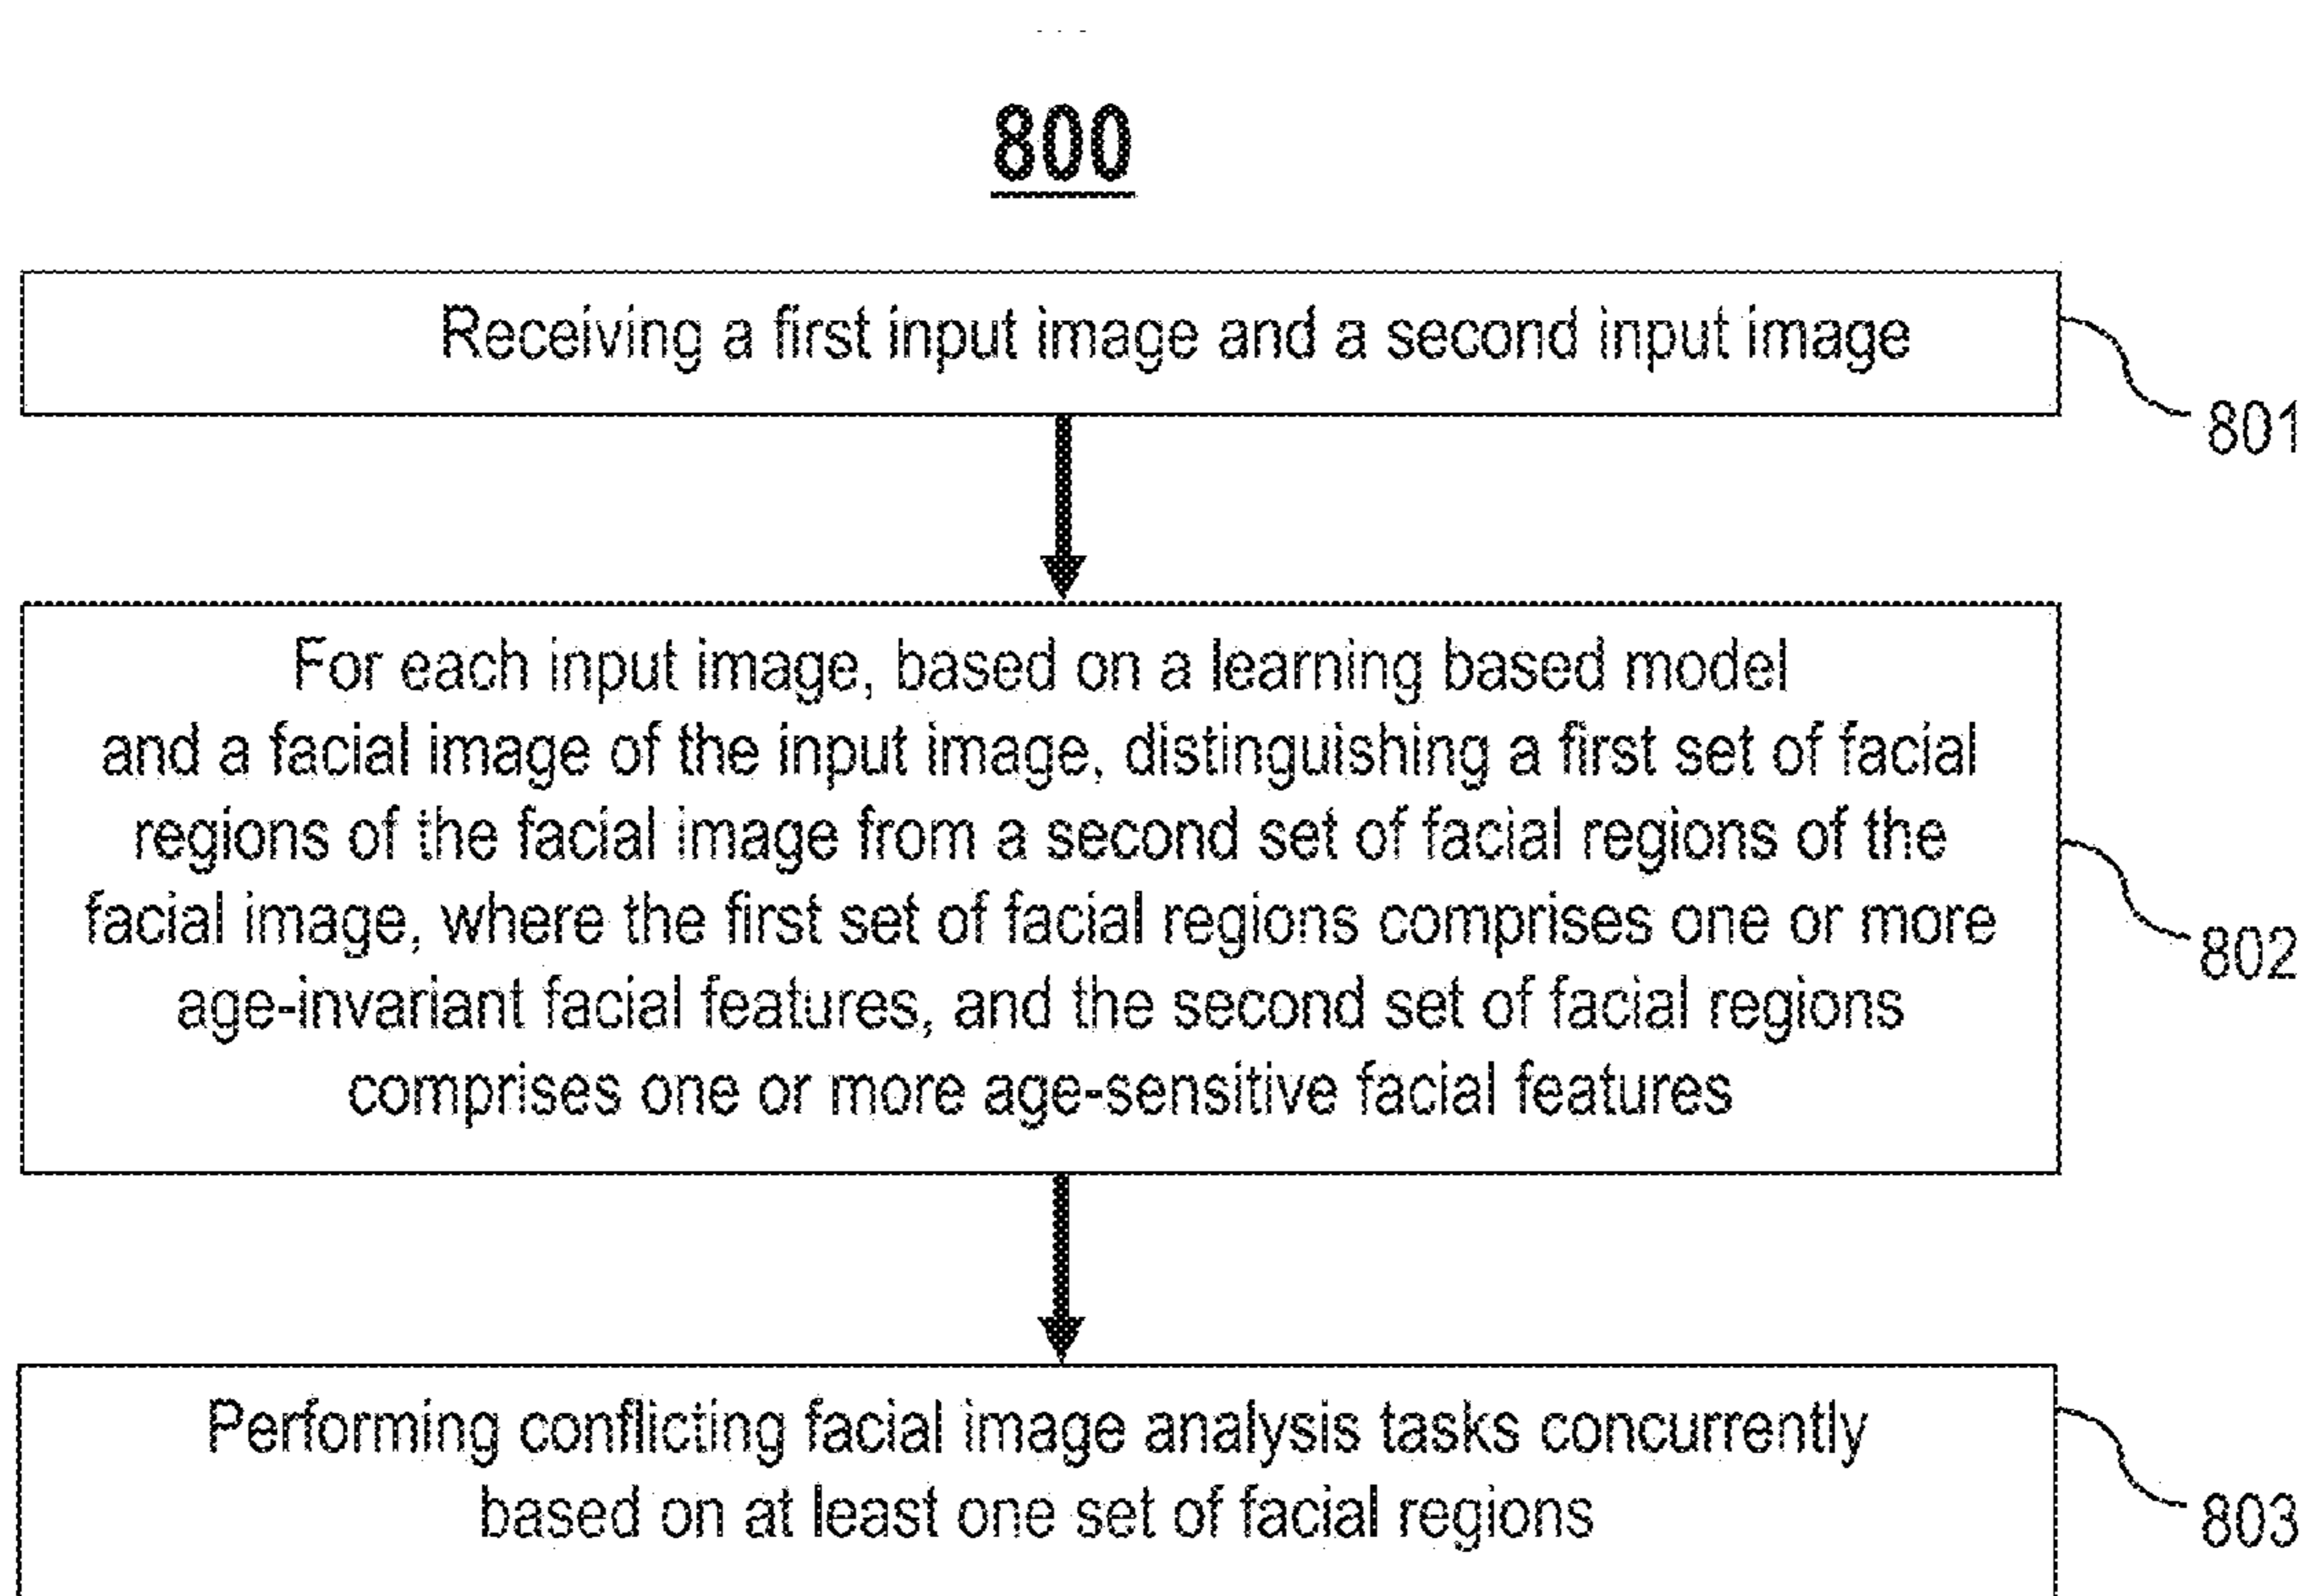 800
Receiving a first input image and a second input image
801
For each input image, based on a learning based model
and a facial image of the input image, distinguishing a first set of facial
regions of the facial image from a second set of facial regions of the
facial image, where the first set of facial regions comprises one or more
age-invariant facial features, and the second set of facial regions
comprises one or more age-sensitive facial features
802
Performing conflicting facial image analysis tasks concurrently
based on at least one set of facial regions
803